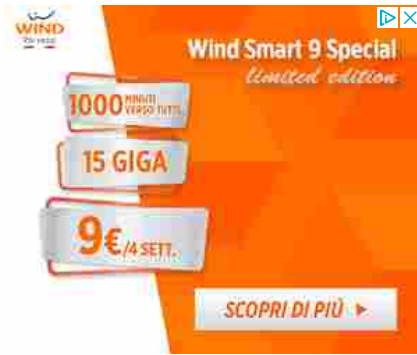 WIND
Wind Smart 9 Special
limited edition
1000 MINUTI
VERSO TUTTI
15 GIGA
9€/4 SETT.
SCOPRI DI PIÙ